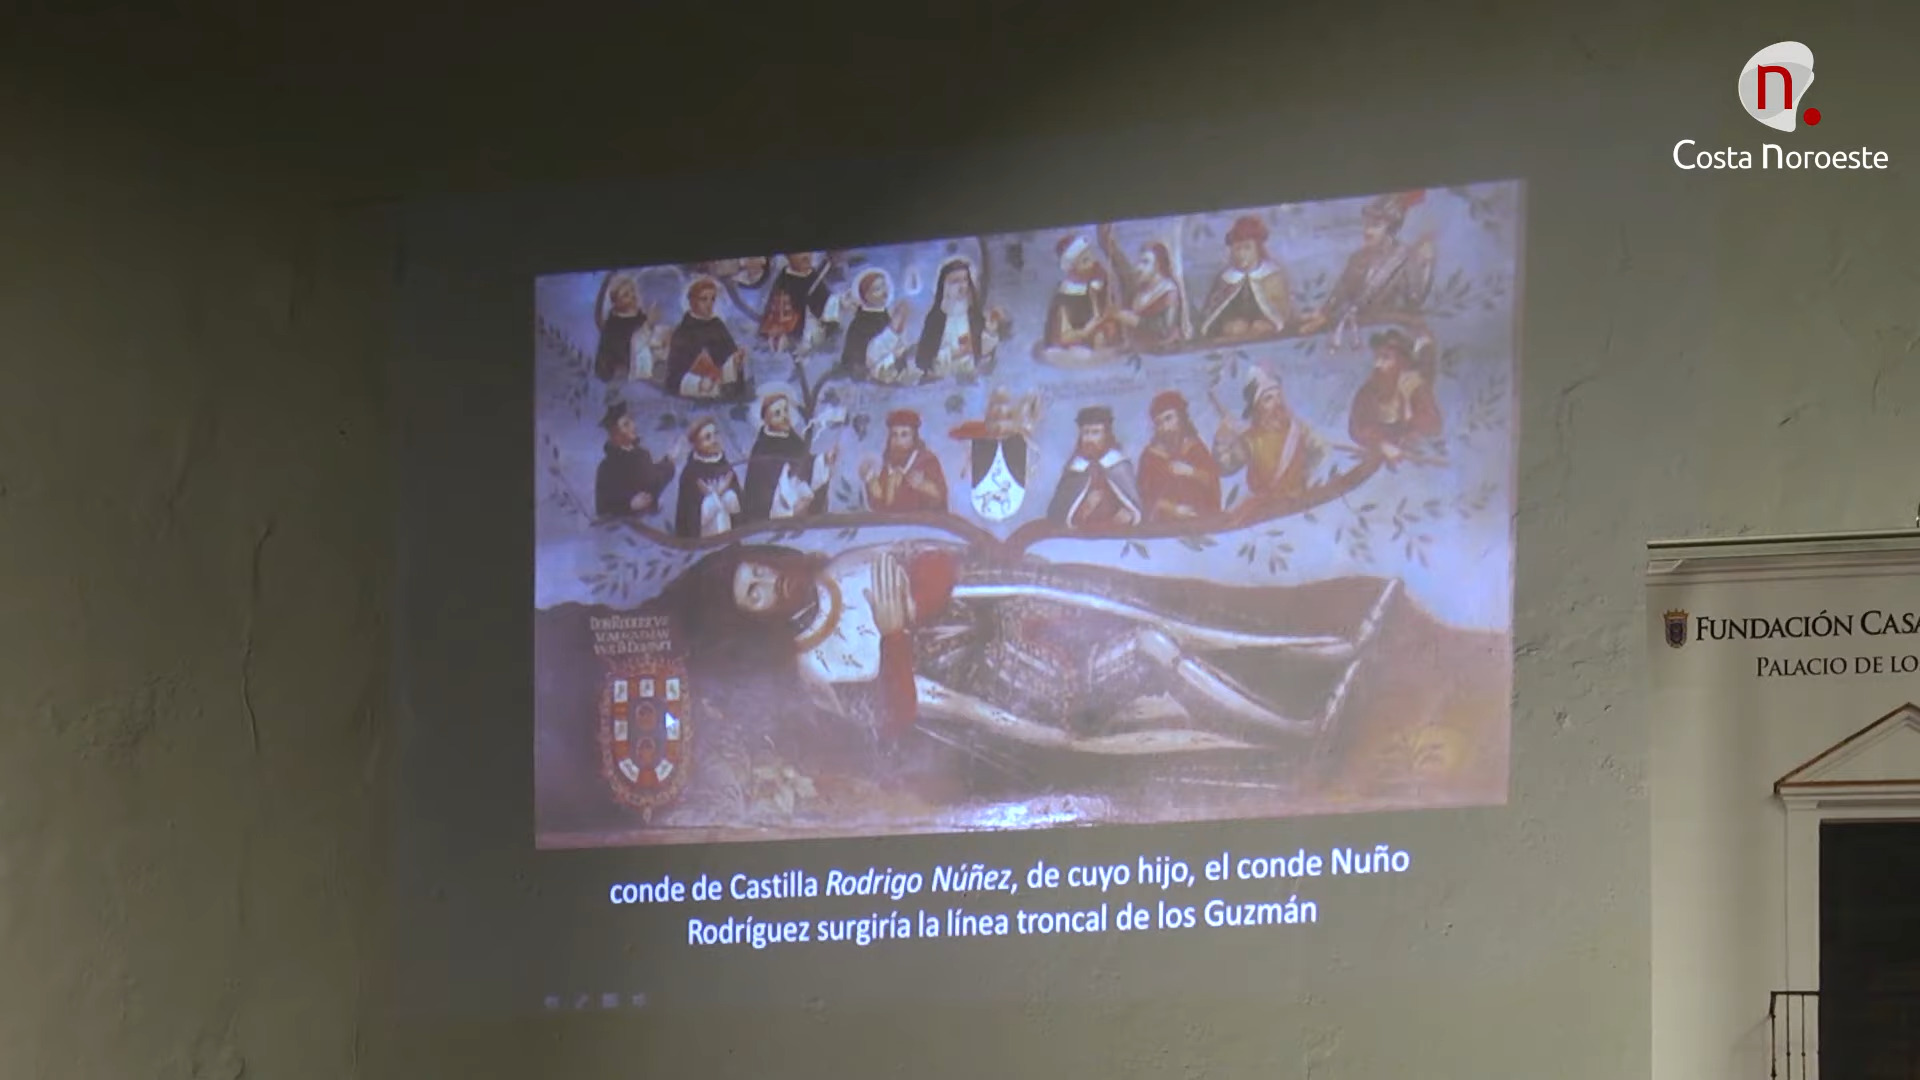 n
Costa Noroeste
conde de Castilla Rodrigo Núñez, de cuyo hijo, el conde Nuño
Rodríguez surgiría la línea troncal de los Guzmán
FUNDACIÓN CASA
PALACIO DE LO